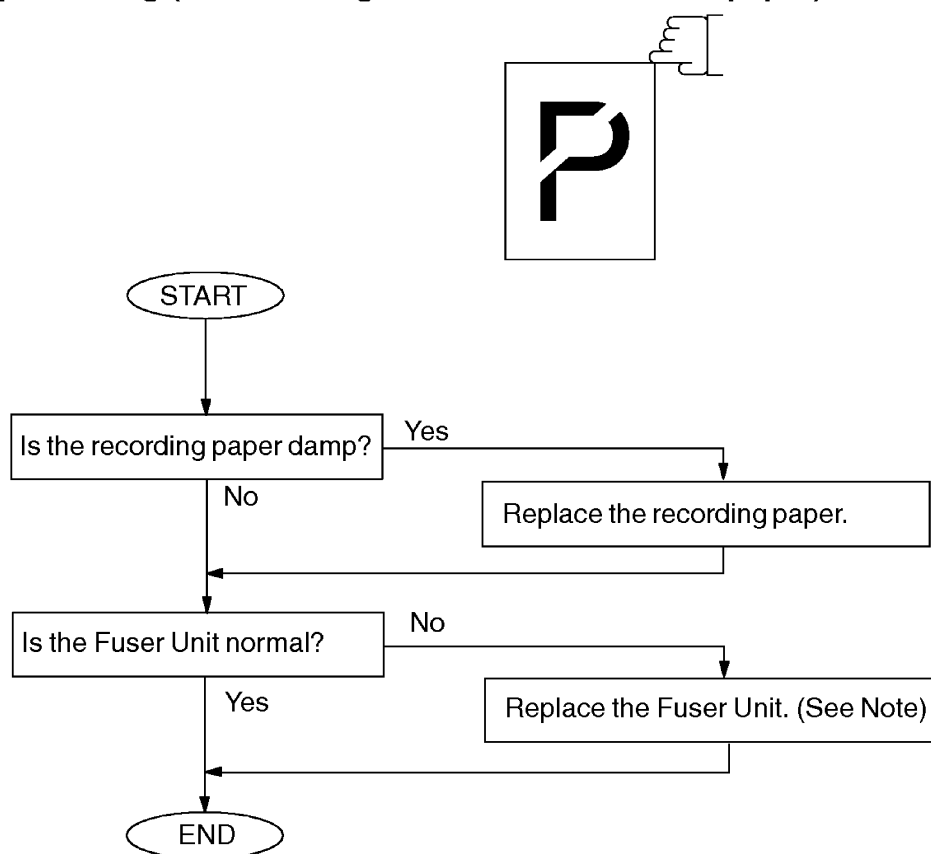 P
START
Is the recording paper damp?
Yes
No
Replace the recording paper.
Is the Fuser Unit normal?
No
Yes
Replace the Fuser Unit. (See Note)
END